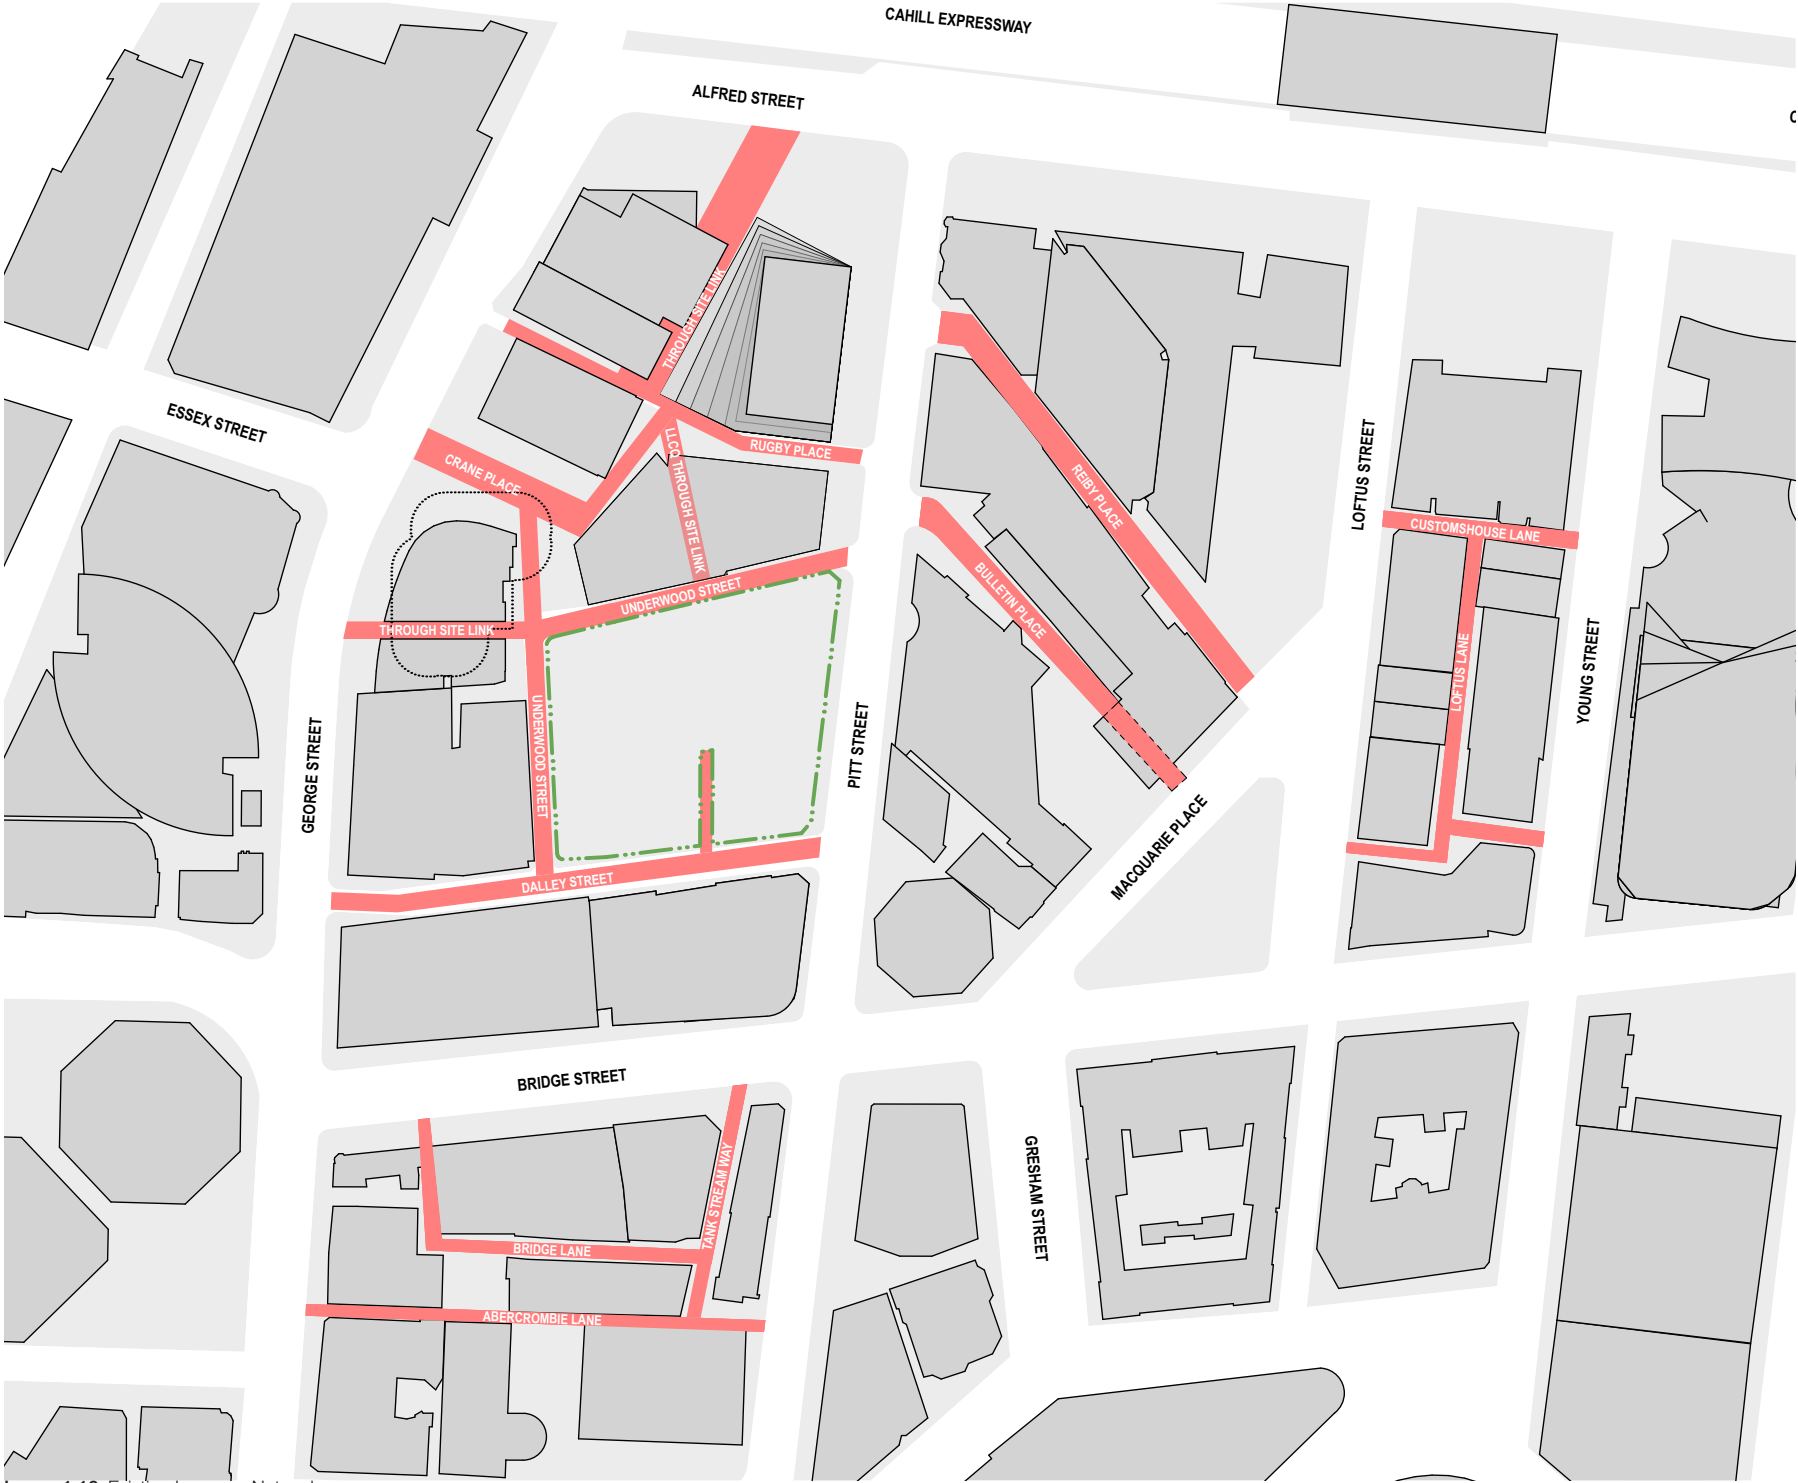 CAHILL EXPRESSWAY
ALFRED STREET
THROUGH SITE LINK
ESSEX STREET
CRANE PLACE
LLCQ THROUGH SITE LINK
RUGBY PLACE
REIBY PLACE
LOFTUS STREET
CUSTOMSHOUSE LANE
UNDERWOOD STREET
BULLETIN PLACE
THROUGH SITE LINK
LOFTUS LANE
YOUNG STREET
UNDERWOOD STREET
GEORGE STREET
PITT STREET
MACQUARIE PLACE
DALLEY STREET
BRIDGE STREET
TANK STREAM WAY
GRESHAM STREET
BRIDGE LANE
ABERCROMBIE LANE